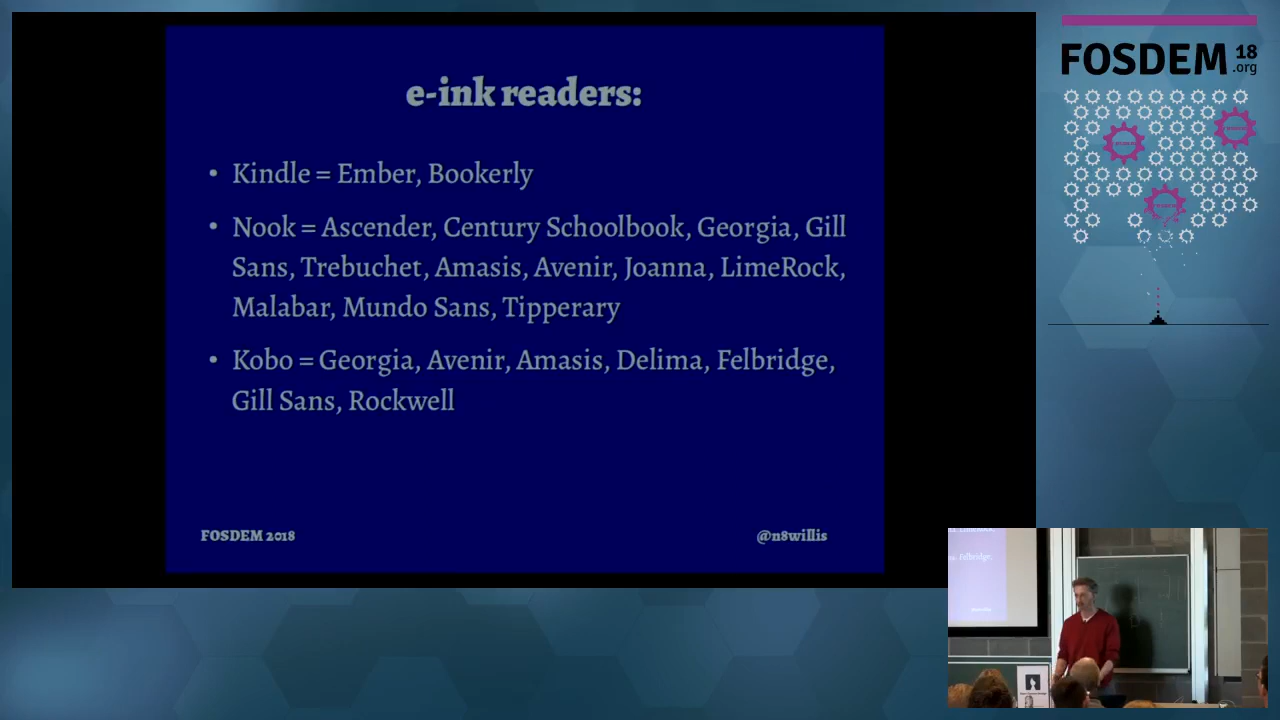 e-ink readers:
• Kindle = Ember, Bookerly
• Nook = Ascender, Century Schoolbook, Georgia, Gill
Sans, Trebuchet, Amasis, Avenir, Joanna, LimeRock,
Malabar, Mundo Sans, Tipperary
• Kobo = Georgia, Avenir, Amasis, Delima, Felbridge,
Gill Sans, Rockwell
FOSDEM 2018
@n8willis
FOSDEM 18
.org
Felbridge,